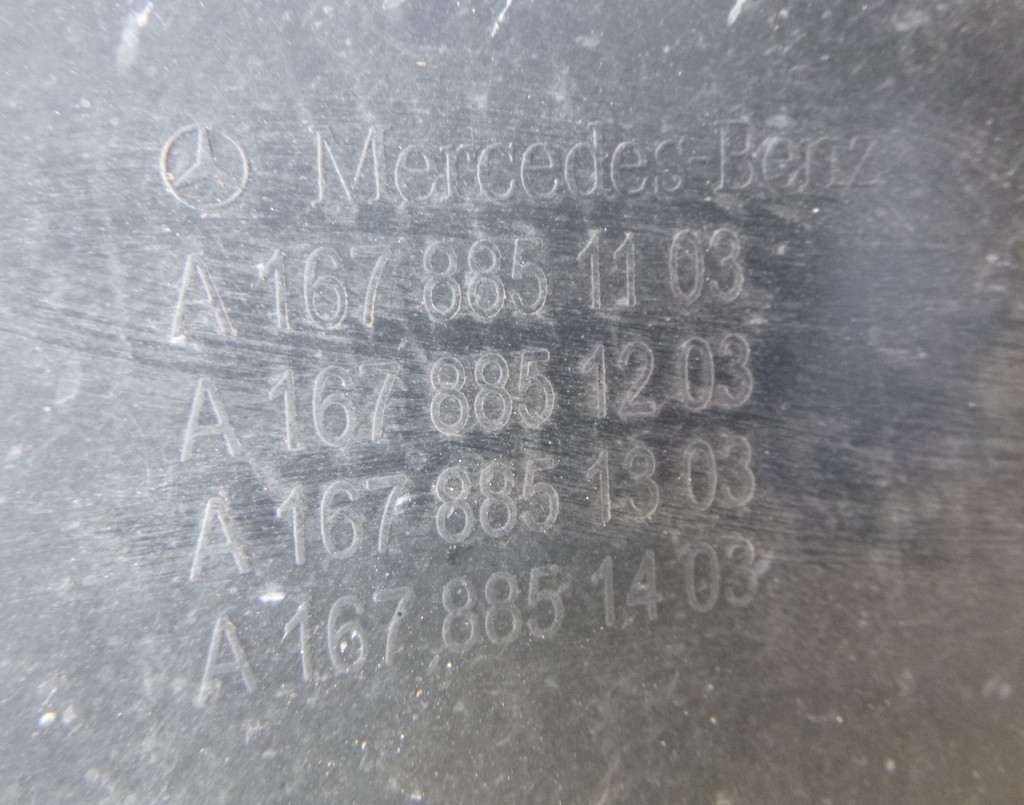 Mercedes-Benz
A 167 885 11 03
A 167 885 12 03
A 167 885 13 03
A 167 885 14 03